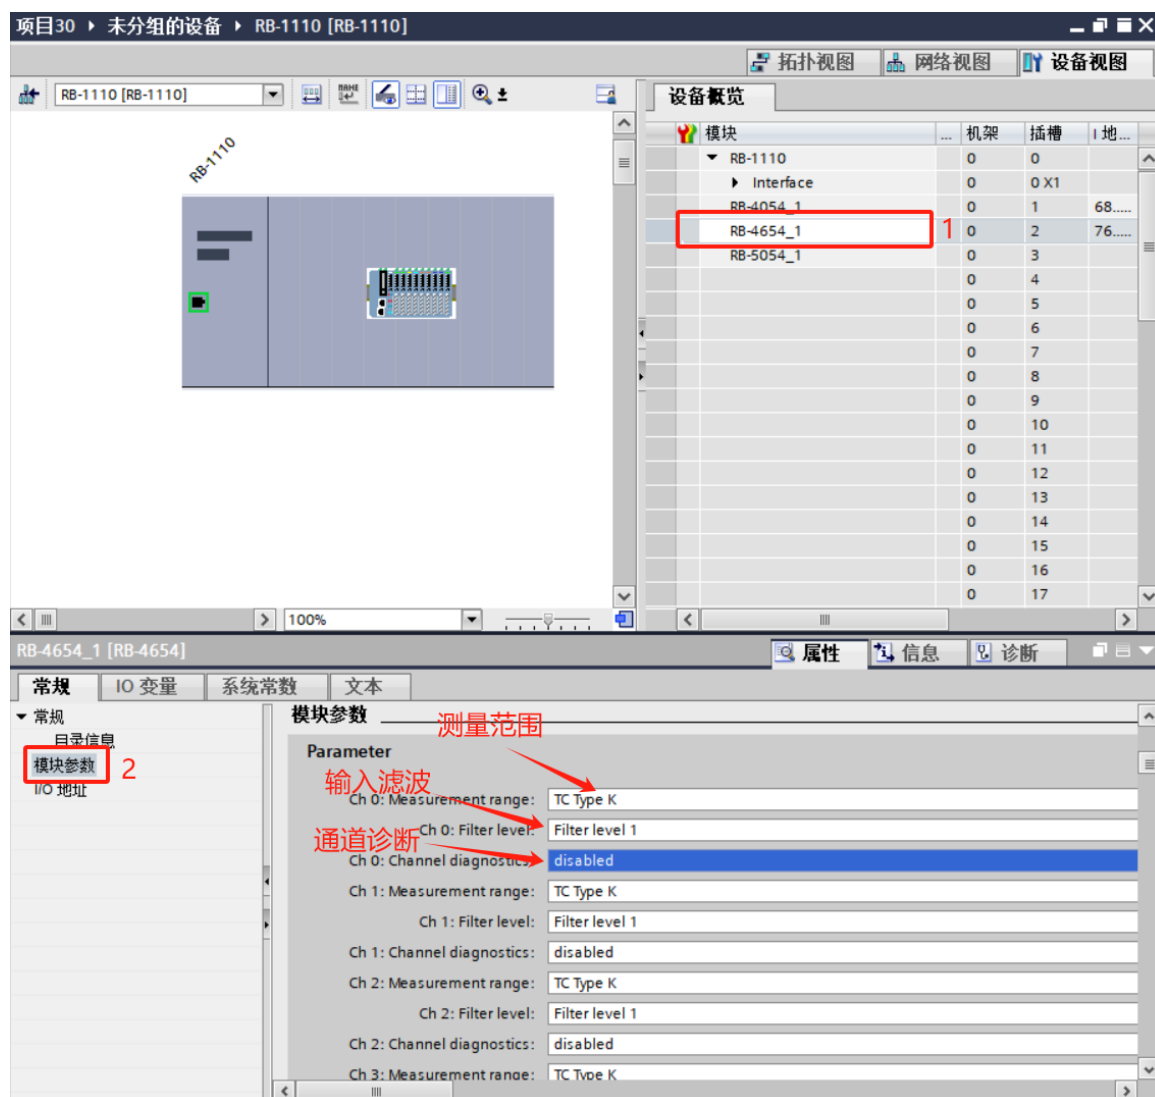 项目30 ▸ 未分组的设备 ▸ RB-1110 [RB-1110]
拓扑视图 网络视图 设备视图
RB-1110 [RB-1110]
设备概览
模块 ... 机架 插槽 I 地...
RB-1110
RB-1110 0 0
Interface 0 0 X1
RB-4054_1 0 1 68....
RB-4654_1 1 0 2 76....
RB-5054_1 0 3
0 4
0 5
0 6
0 7
0 8
0 9
0 10
0 11
0 12
0 13
0 14
0 15
0 16
0 17
100%
RB-4654_1 [RB-4654]
属性 信息 诊断
常规 IO 变量 系统常数 文本
常规
目录信息
模块参数 2
I/O 地址
模块参数
测量范围
Parameter
输入滤波
Ch 0: Measurement range: TC Type K
Ch 0: Filter level: Filter level 1
通道诊断
Ch 0: Channel diagnostics: disabled
Ch 1: Measurement range: TC Type K
Ch 1: Filter level: Filter level 1
Ch 1: Channel diagnostics: disabled
Ch 2: Measurement range: TC Type K
Ch 2: Filter level: Filter level 1
Ch 2: Channel diagnostics: disabled
Ch 3: Measurement range: TC Type K